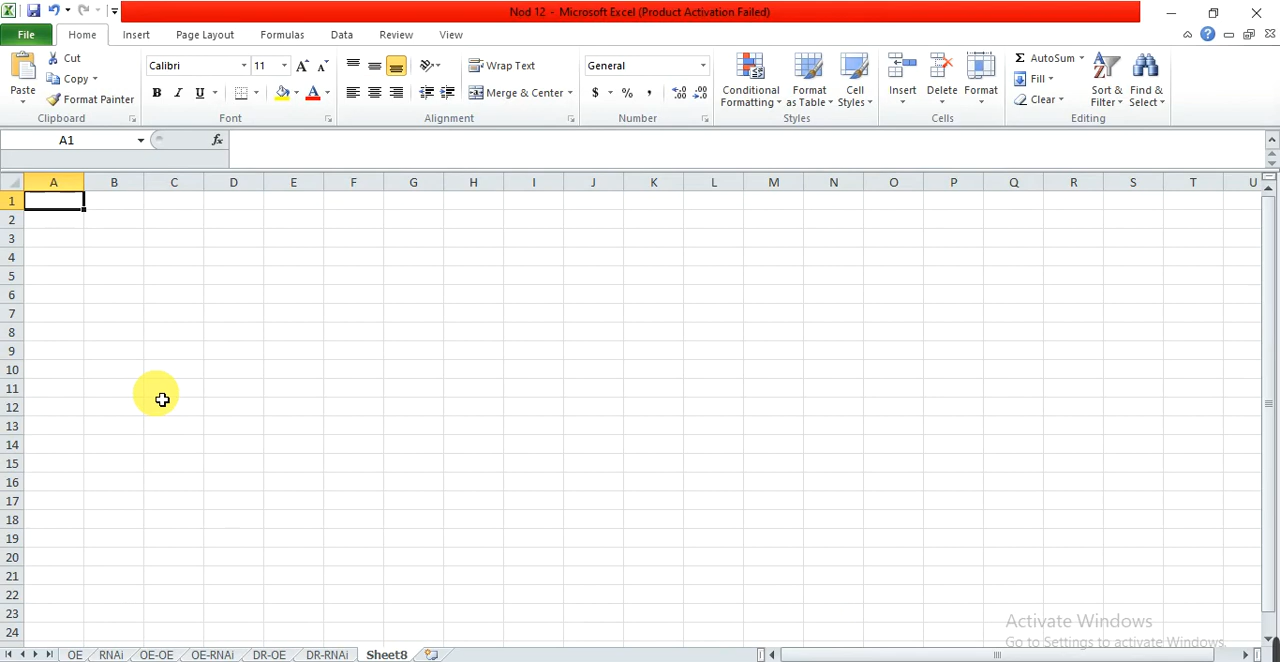 Nod 12 - Microsoft Excel (Product Activation Failed)
File Home Insert Page Layout Formulas Data Review View
Paste
Cut
Copy
Format Painter
Clipboard
Calibri 11
B I U A
Font
Wrap Text
Merge & Center
Alignment
General
$ % ,
Number
Conditional Formatting
Format as Table
Cell Styles
Styles
Insert
Delete
Format
Cells
Σ AutoSum
Fill
Clear
Sort & Filter
Find & Select
Editing
A1 fx
A B C D E F G H I J K L M N O P Q R S T U
1
2
3
4
5
6
7
8
9
10
11
12
13
14
15
16
17
18
19
20
21
22
23
24
Activate Windows
Go to Settings to activate Windows.
OE RNAi OE-OE OE-RNAi DR-OE DR-RNAi Sheet8